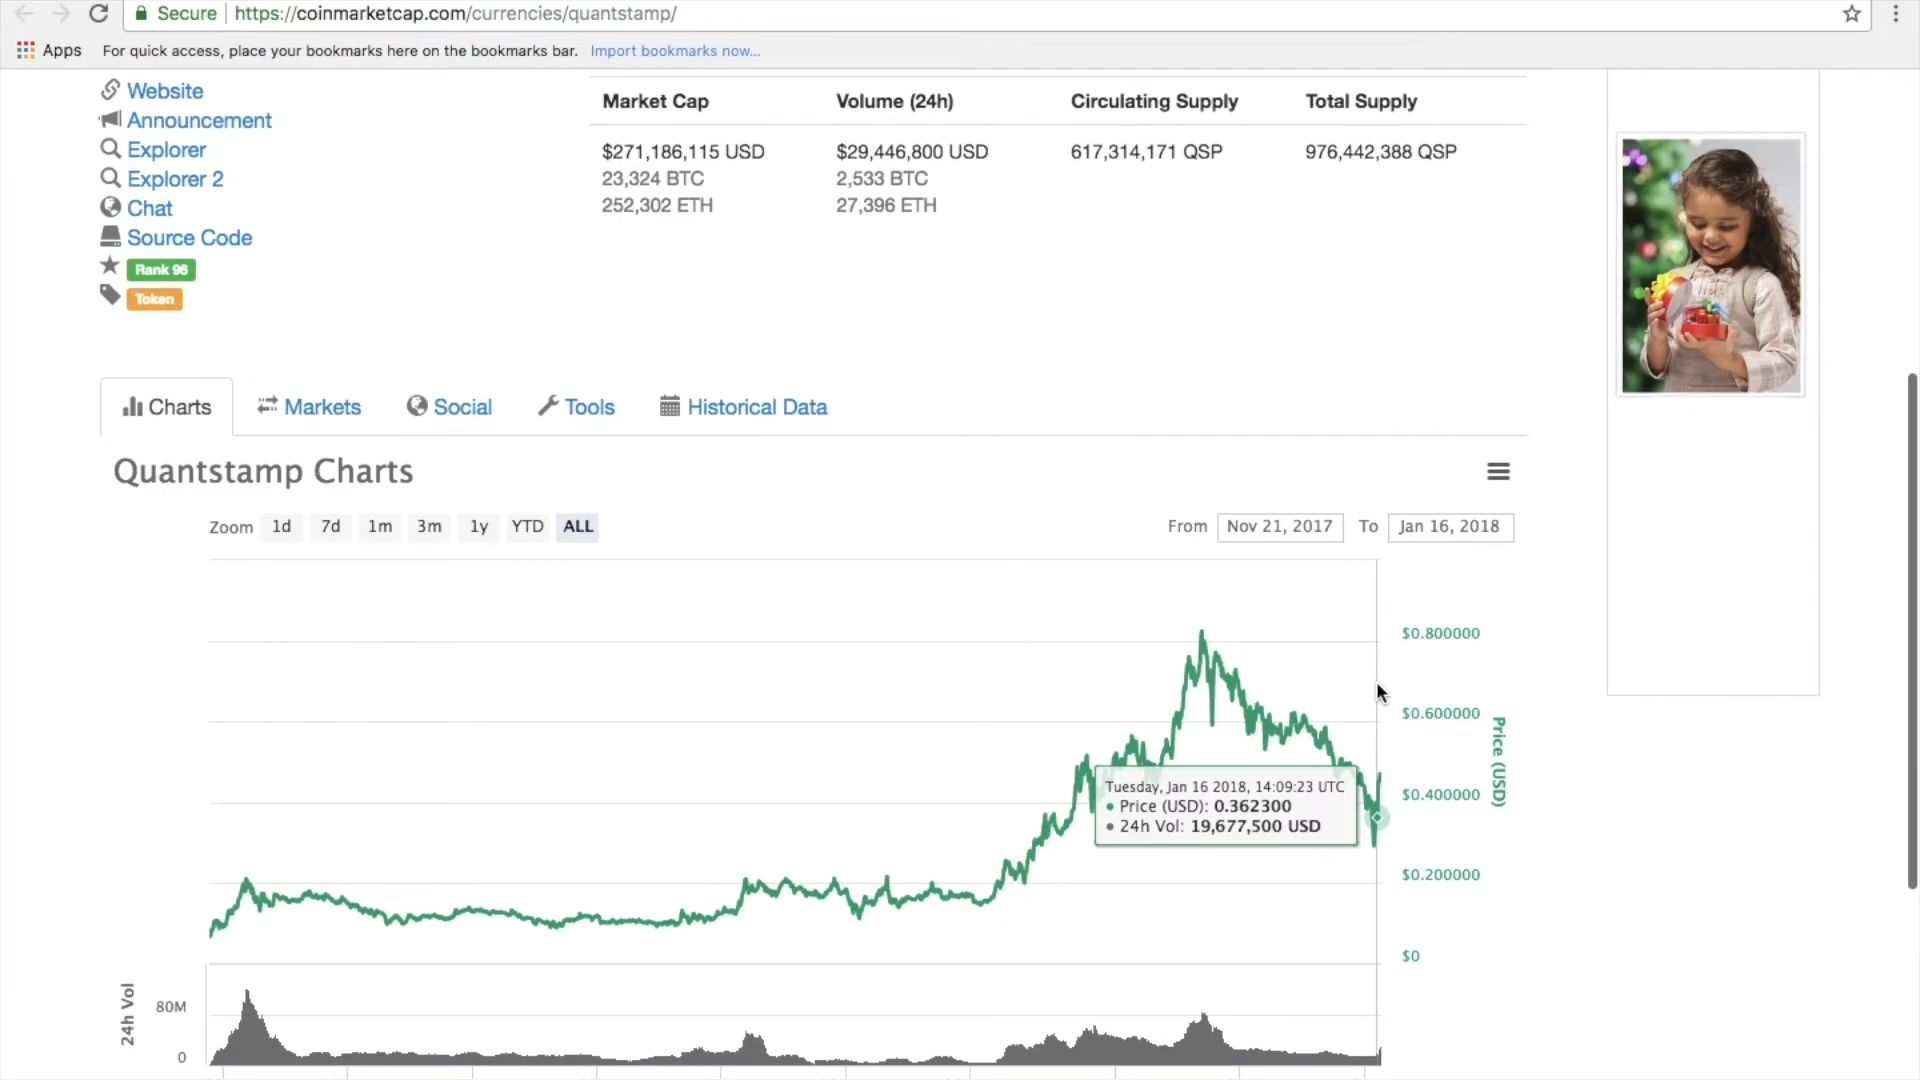 Secure https://coinmarketcap.com/currencies/quantstamp/
Apps For quick access, place your bookmarks here on the bookmarks bar. Import bookmarks now...
Website
Announcement
Explorer
Explorer 2
Chat
Source Code
Rank 96
Token
Market Cap Volume (24h) Circulating Supply Total Supply
$271,186,115 USD $29,446,800 USD 617,314,171 QSP 976,442,388 QSP
23,324 BTC 2,533 BTC
252,302 ETH 27,396 ETH
Charts Markets Social Tools Historical Data
Quantstamp Charts
Zoom 1d 7d 1m 3m 1y YTD ALL From Nov 21, 2017 To Jan 16, 2018
$0.800000
$0.600000
$0.400000
$0.200000
$0
Price (USD)
Tuesday, Jan 16 2018, 14:09:23 UTC
Price (USD): 0.362300
24h Vol: 19,677,500 USD
24h Vol
80M
0